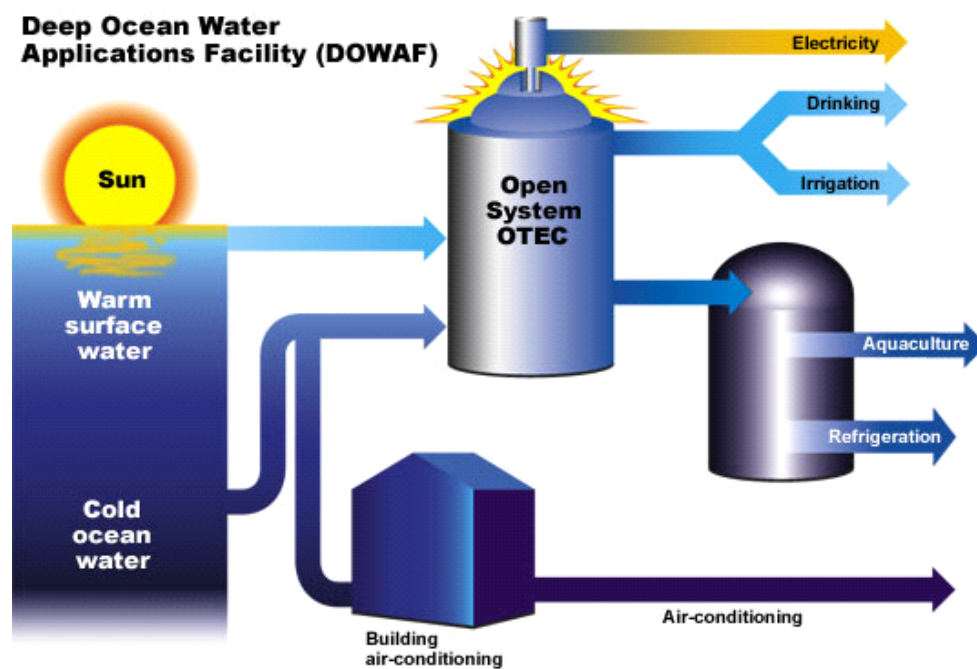 Deep Ocean Water
Applications Facility (DOWAF)
Electricity
Drinking
Irrigation
Sun
Open
System
OTEC
Warm
surface
water
Aquaculture
Refrigeration
Cold
ocean
water
Building
air-conditioning
Air-conditioning